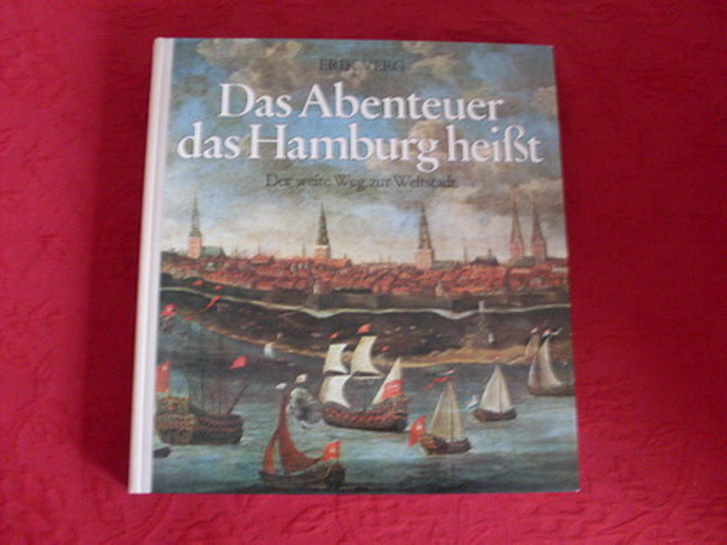 ERIK VERG
Das Abenteuer
das Hamburg heißt
Der weite Weg zur Weltstadt